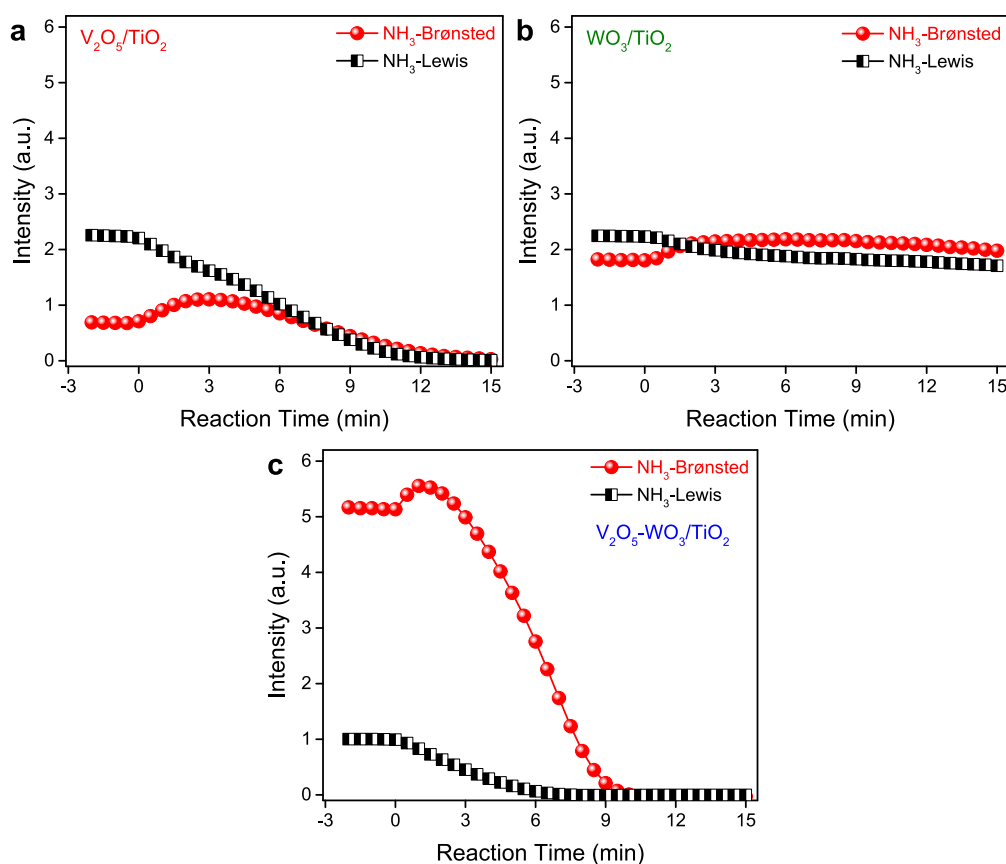 a
V₂O₅/TiO₂
NH₃-Brønsted
NH₃-Lewis
6
5
4
3
2
1
0
Intensity (a.u.)
-3 0 3 6 9 12 15
Reaction Time (min)
b
WO₃/TiO₂
NH₃-Brønsted
NH₃-Lewis
6
5
4
3
2
1
0
Intensity (a.u.)
-3 0 3 6 9 12 15
Reaction Time (min)
c
NH₃-Brønsted
NH₃-Lewis
V₂O₅-WO₃/TiO₂
6
5
4
3
2
1
0
Intensity (a.u.)
-3 0 3 6 9 12 15
Reaction Time (min)